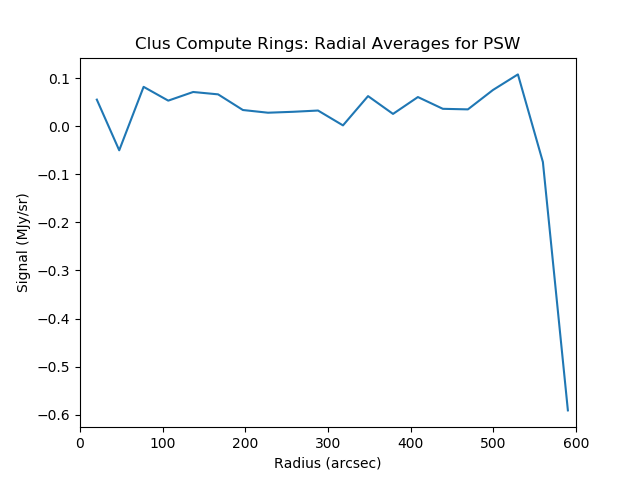 Clus Compute Rings: Radial Averages for PSW
0.1
0.0
−0.1
−0.2
−0.3
−0.4
−0.5
−0.6
Signal (MJy/sr)
0 100 200 300 400 500 600
Radius (arcsec)